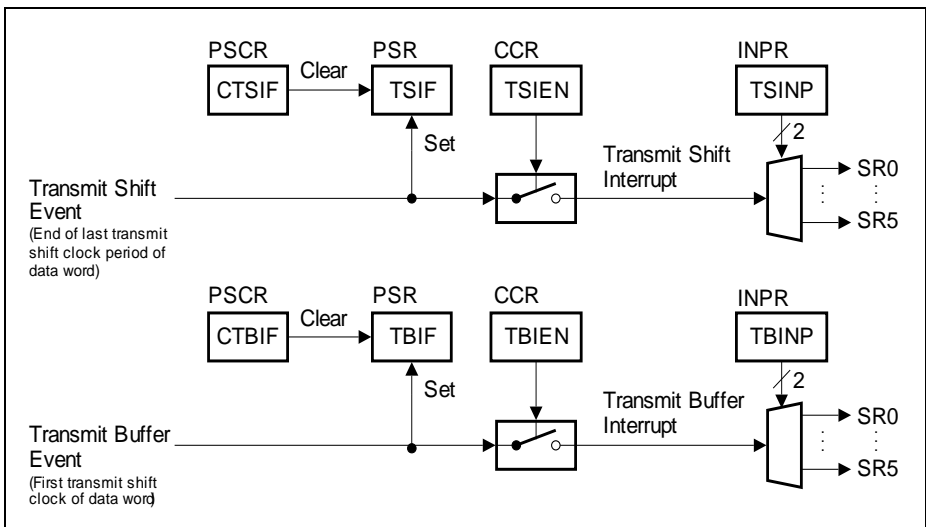 PSCR PSR CCR INPR
CTSIF Clear TSIF TSIEN TSINP
Set 2
Transmit Shift
Interrupt
SR0
SR5
Transmit Shift
Event
(End of last transmit
shift clock period of
data word)
PSCR PSR CCR INPR
CTBIF Clear TBIF TBIEN TBINP
Set 2
Transmit Buffer
Interrupt
SR0
SR5
Transmit Buffer
Event
(First transmit shift
clock of data word)